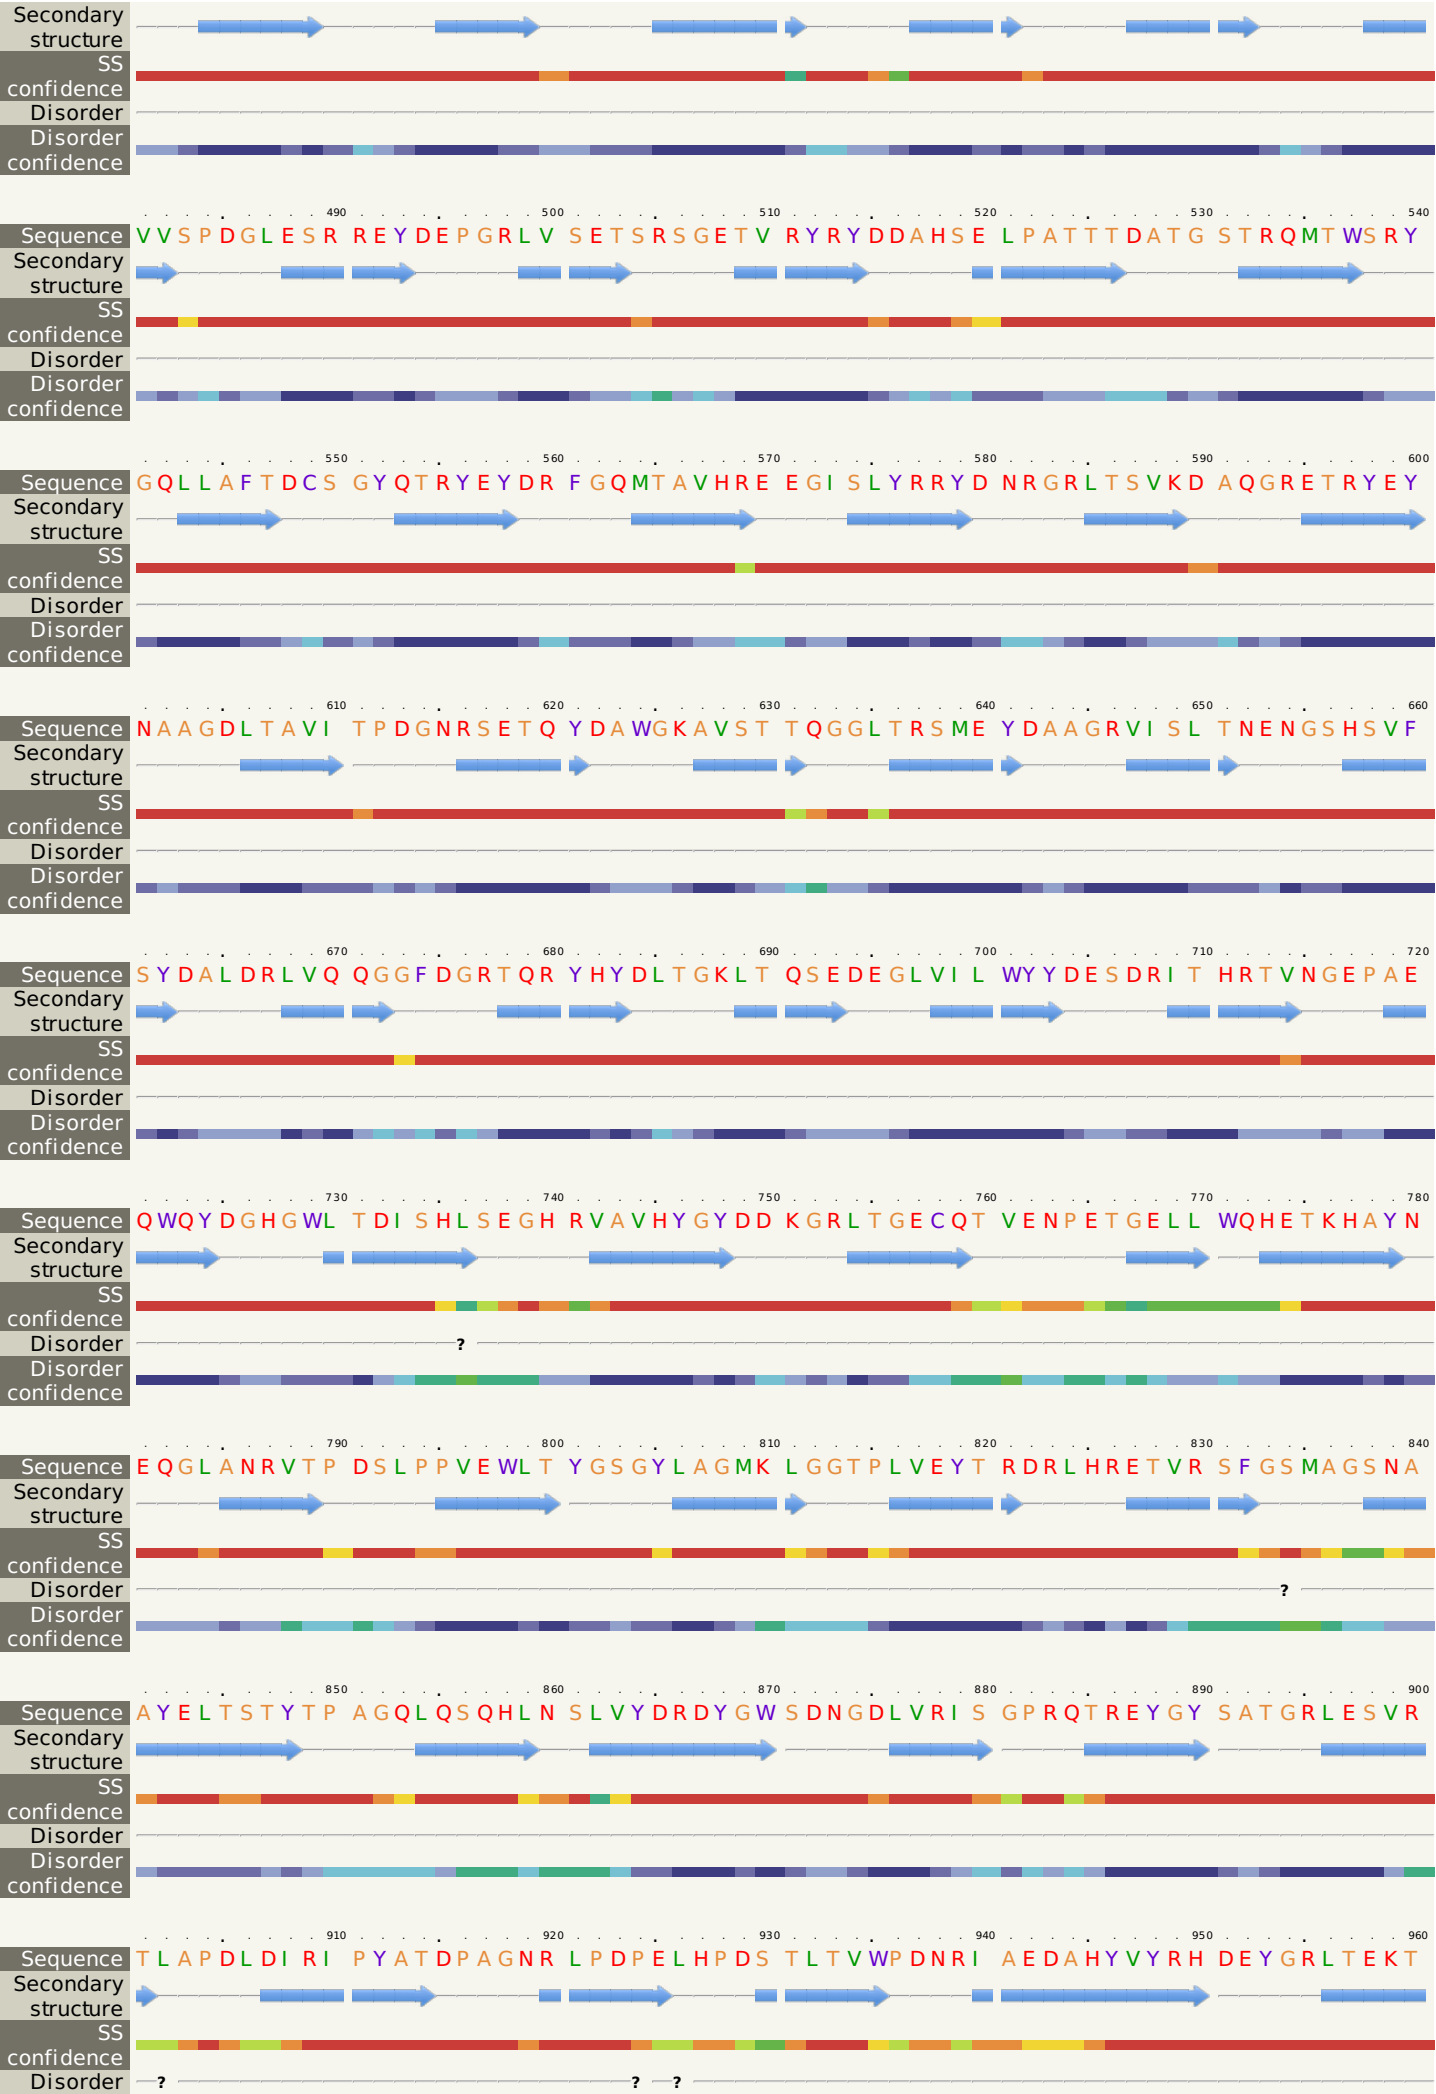 Secondary
structure
SS
confidence
Disorder
Disorder
confidence
490 500 510 520 530 540
Sequence VVSPDGLESR REYDEPGRLV SETSRSGETV RYRYDDAHSE LPATTTDATG STRQMTWSRY
Secondary
structure
SS
confidence
Disorder
Disorder
confidence
550 560 570 580 590 600
Sequence GQLLAFTDCS GYQTRYEYDR FGQMTAVHRE EGISLYRRYD NRGRLTSVKD AQGRETRYEY
Secondary
structure
SS
confidence
Disorder
Disorder
confidence
610 620 630 640 650 660
Sequence NAAGDLTAVI TPDGNRSETQ YDAWGKAVST TQGGLTRSME YDAAGRVISL TNENGSHSVF
Secondary
structure
SS
confidence
Disorder
Disorder
confidence
670 680 690 700 710 720
Sequence SYDALDRLVQ QGGFDGRTQR YHYDLTGKLT QSEDEGLVIL WYYDESDRIT HRTVNGEPAE
Secondary
structure
SS
confidence
Disorder
Disorder
confidence
730 740 750 760 770 780
Sequence QWQYDGHGWL TDISHLSEGH RVAVHYGYDD KGRLTGECQT VENPETGELL WQHETKHAYN
Secondary
structure
SS
confidence
Disorder ?
Disorder
confidence
790 800 810 820 830 840
Sequence EQGLANRVTP DSLPPVEWLT YGSGYLAGMK LGGTPLVEYT RDRLHRETVR SFGSMAGSNA
Secondary
structure
SS
confidence
Disorder ?
Disorder
confidence
850 860 870 880 890 900
Sequence AYELTSTYTP AGQLQSQHLN SLVYDRDYGW SDNGDLVRIS GPRQTREYGY SATGRLESVR
Secondary
structure
SS
confidence
Disorder
Disorder
confidence
910 920 930 940 950 960
Sequence TLAPDLDIRI PYATDPAGNR LPDPELHPDS TLTVWPDNRI AEDAHYVYRH DEYGRLTEKT
Secondary
structure
SS
confidence
Disorder ? ? ?